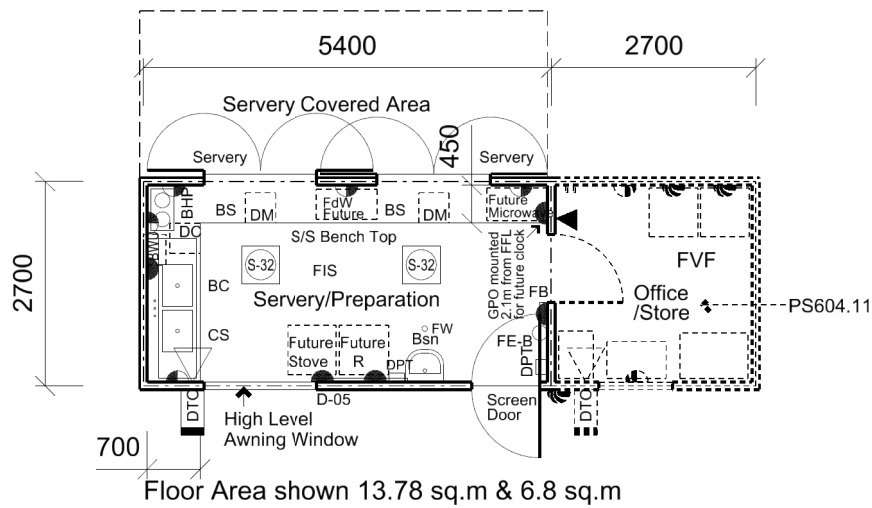 5400
2700
Servery Covered Area
450
Servery
Servery
BHP
BS
DM
FdW
Future
BS
DM
Future
Microwave
DC
BWU
S/S Bench Top
S-32
FIS
S-32
GPO mounted
2.1m from FFL
for future clock
FVF
2700
BC
Servery/Preparation
FB
Office
/Store
PS604.11
CS
Future
Stove
Future
R
FW
Bsn
DPT
FE-B
DPT
D-05
DTC
High Level
Awning Window
Screen
Door
DTC
700
Floor Area shown 13.78 sq.m & 6.8 sq.m